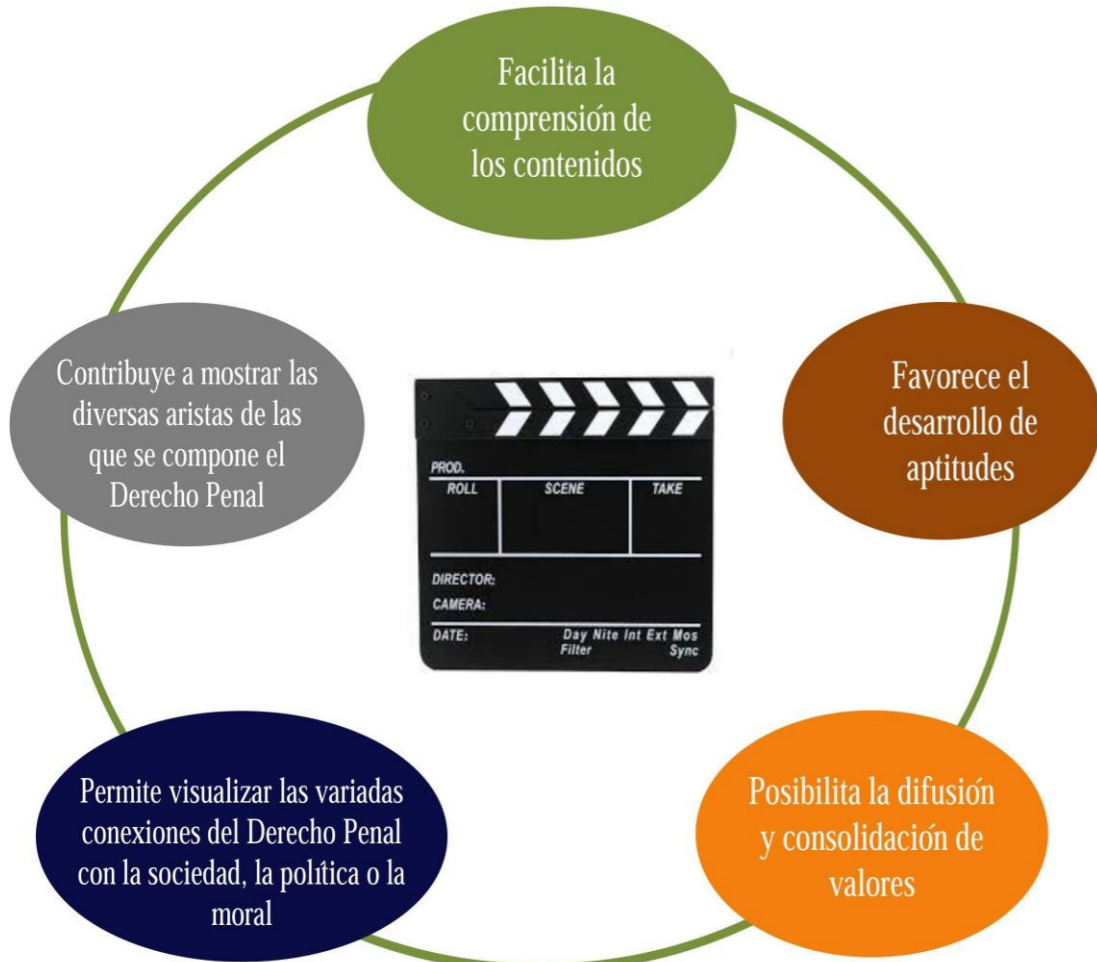 Facilita la
comprensión de
los contenidos
Contribuye a mostrar las
diversas aristas de las
que se compone el
Derecho Penal
Favorece el
desarrollo de
aptitudes
PROD.
ROLL SCENE TAKE
DIRECTOR:
CAMERA:
DATE: Day Nite Int Ext Mos
Filter Sync
Permite visualizar las variadas
conexiones del Derecho Penal
con la sociedad, la política o la
moral
Posibilita la difusión
y consolidación de
valores